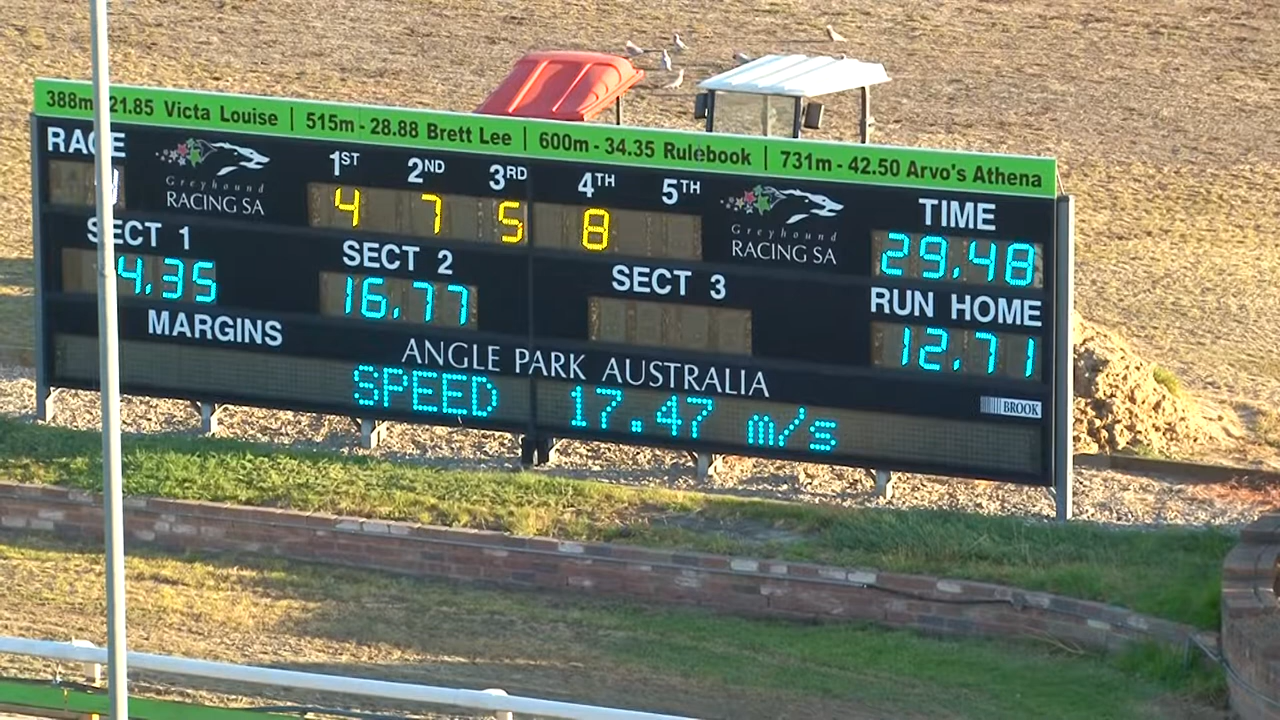 388m 21.85 Victa Louise | 515m - 28.88 Brett Lee | 600m - 34.35 Rulebook | 731m - 42.50 Arvo's Athena
RACE
Greyhound
RACING SA
1ST 2ND 3RD 4TH 5TH
4 7 5 8
Greyhound
RACING SA
TIME
29.48
SECT 1
4.35
SECT 2
16.77
SECT 3
RUN HOME
12.71
MARGINS
ANGLE PARK AUSTRALIA
SPEED 17.47 m/s
BROOK